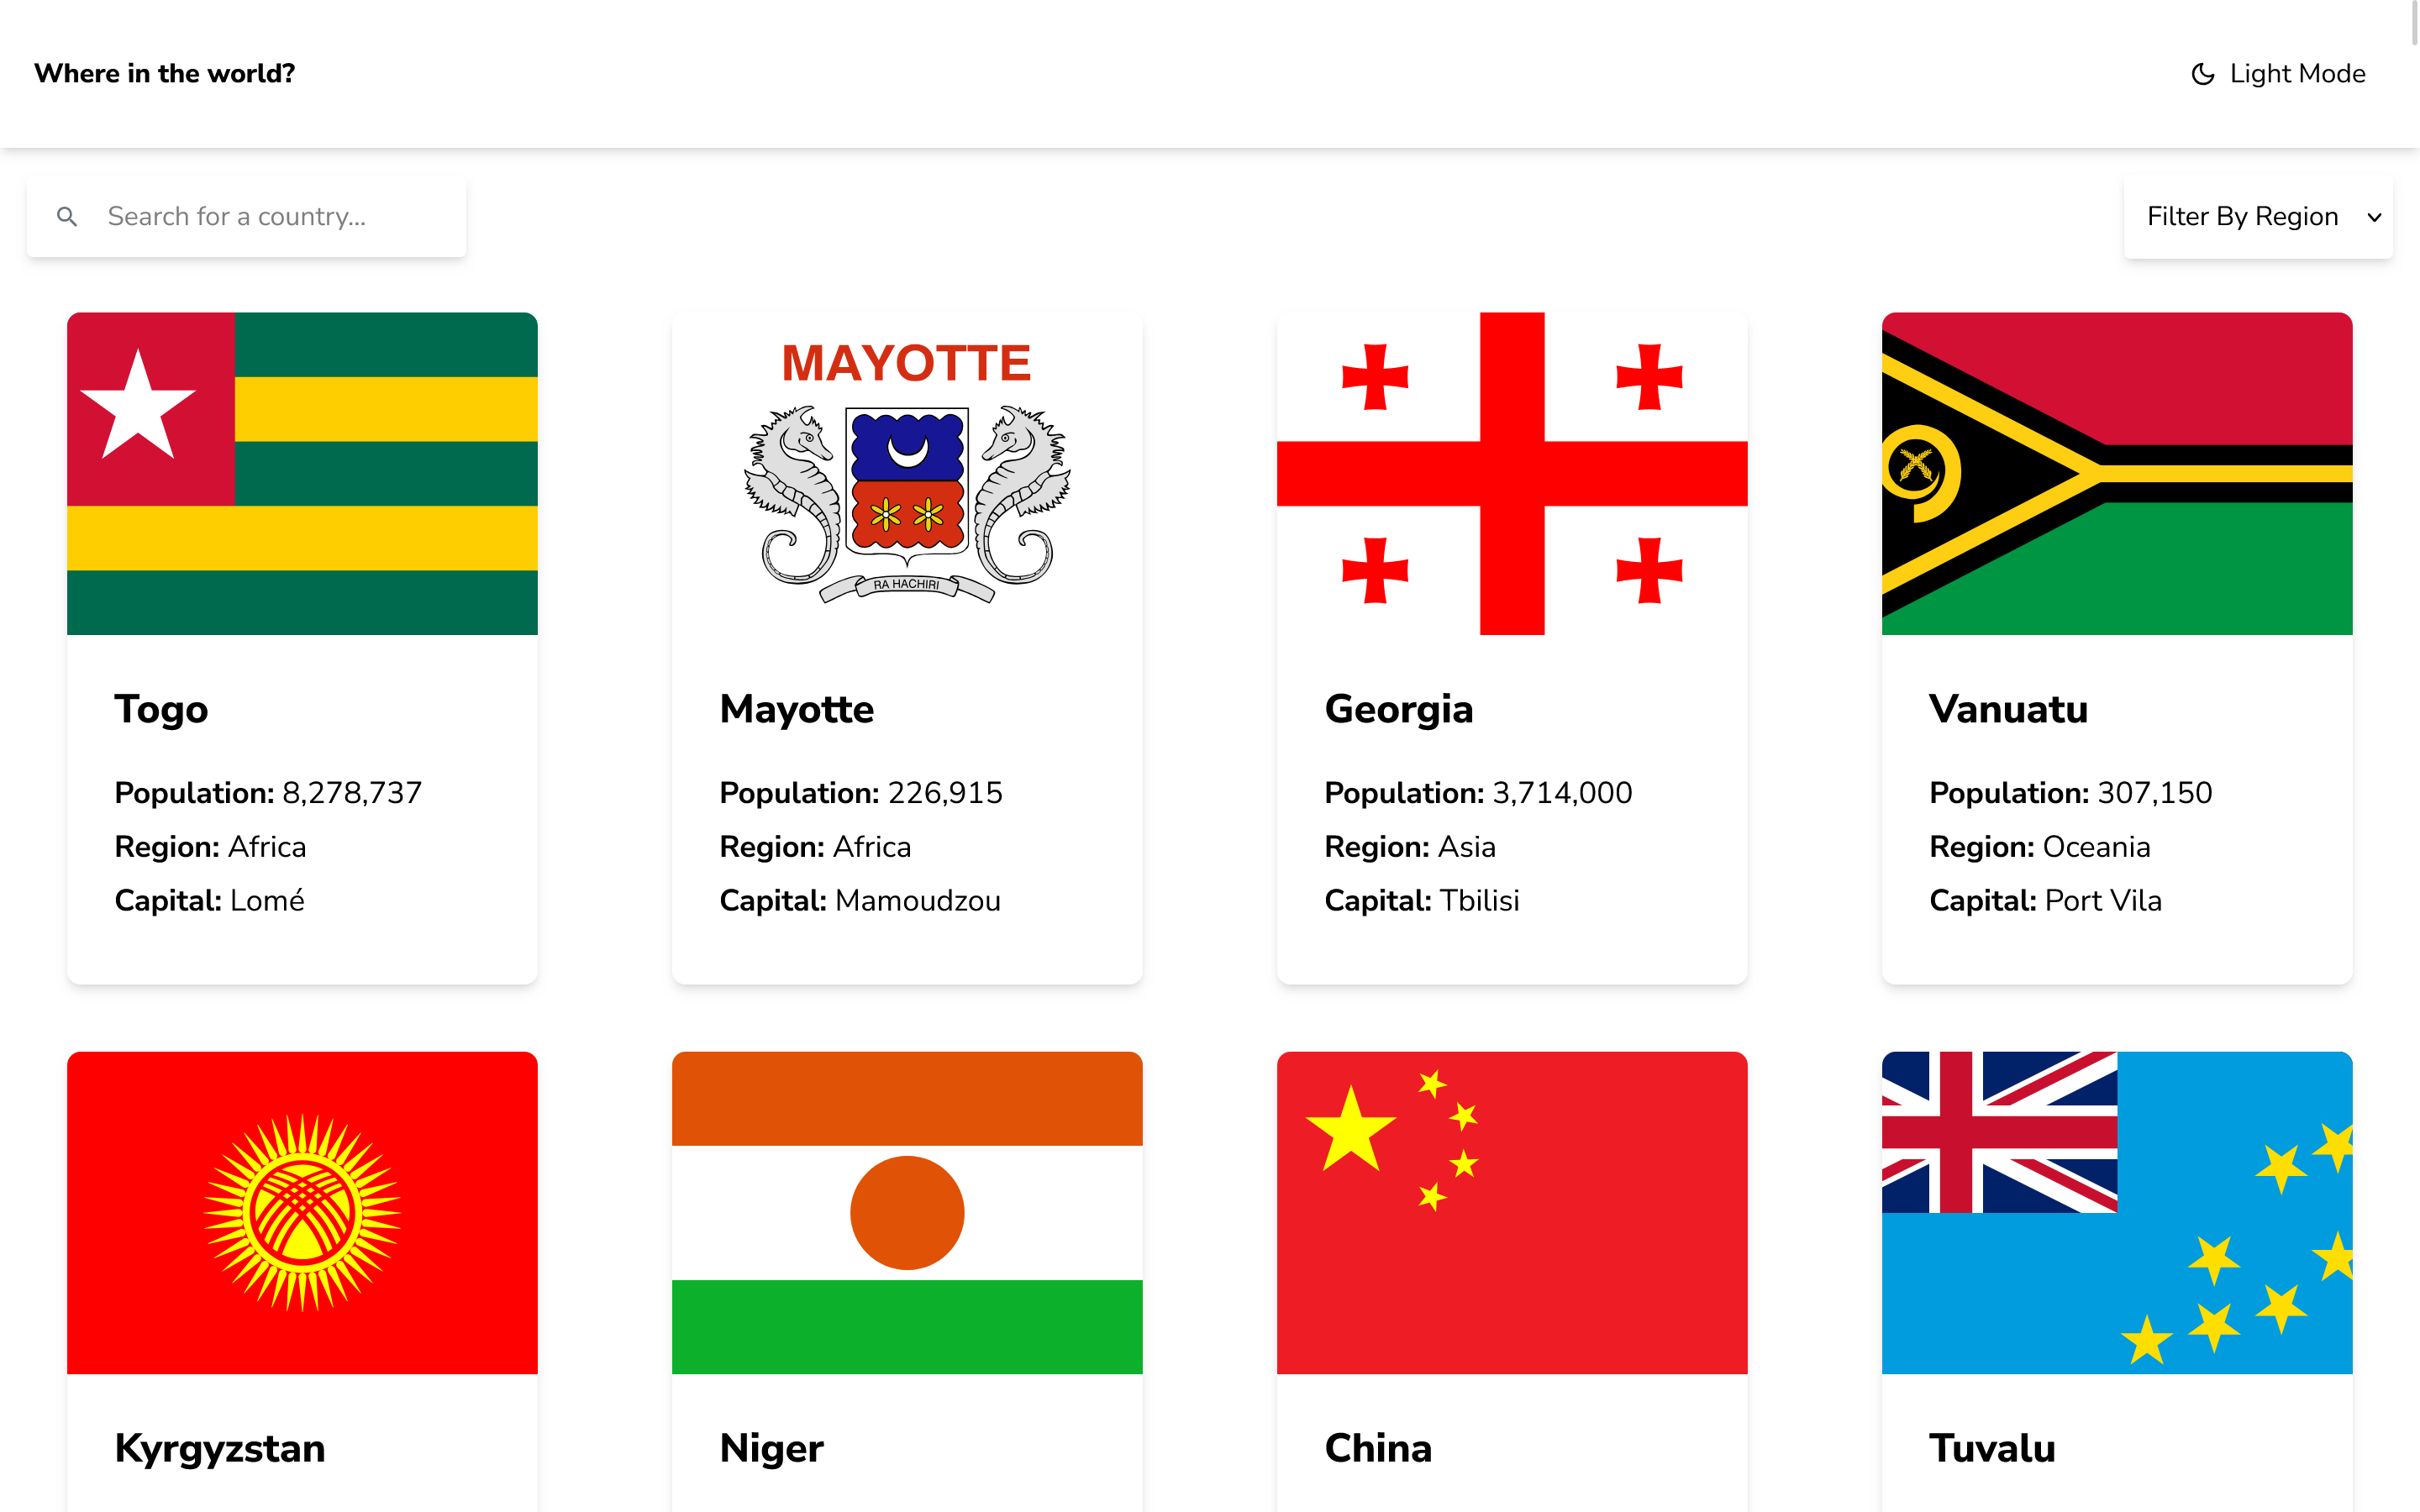 Where in the world?
Light Mode
Search for a country...
Filter By Region
MAYOTTE
RA HACHIRI
Togo
Population: 8,278,737
Region: Africa
Capital: Lomé
Mayotte
Population: 226,915
Region: Africa
Capital: Mamoudzou
Georgia
Population: 3,714,000
Region: Asia
Capital: Tbilisi
Vanuatu
Population: 307,150
Region: Oceania
Capital: Port Vila
Kyrgyzstan
Niger
China
Tuvalu